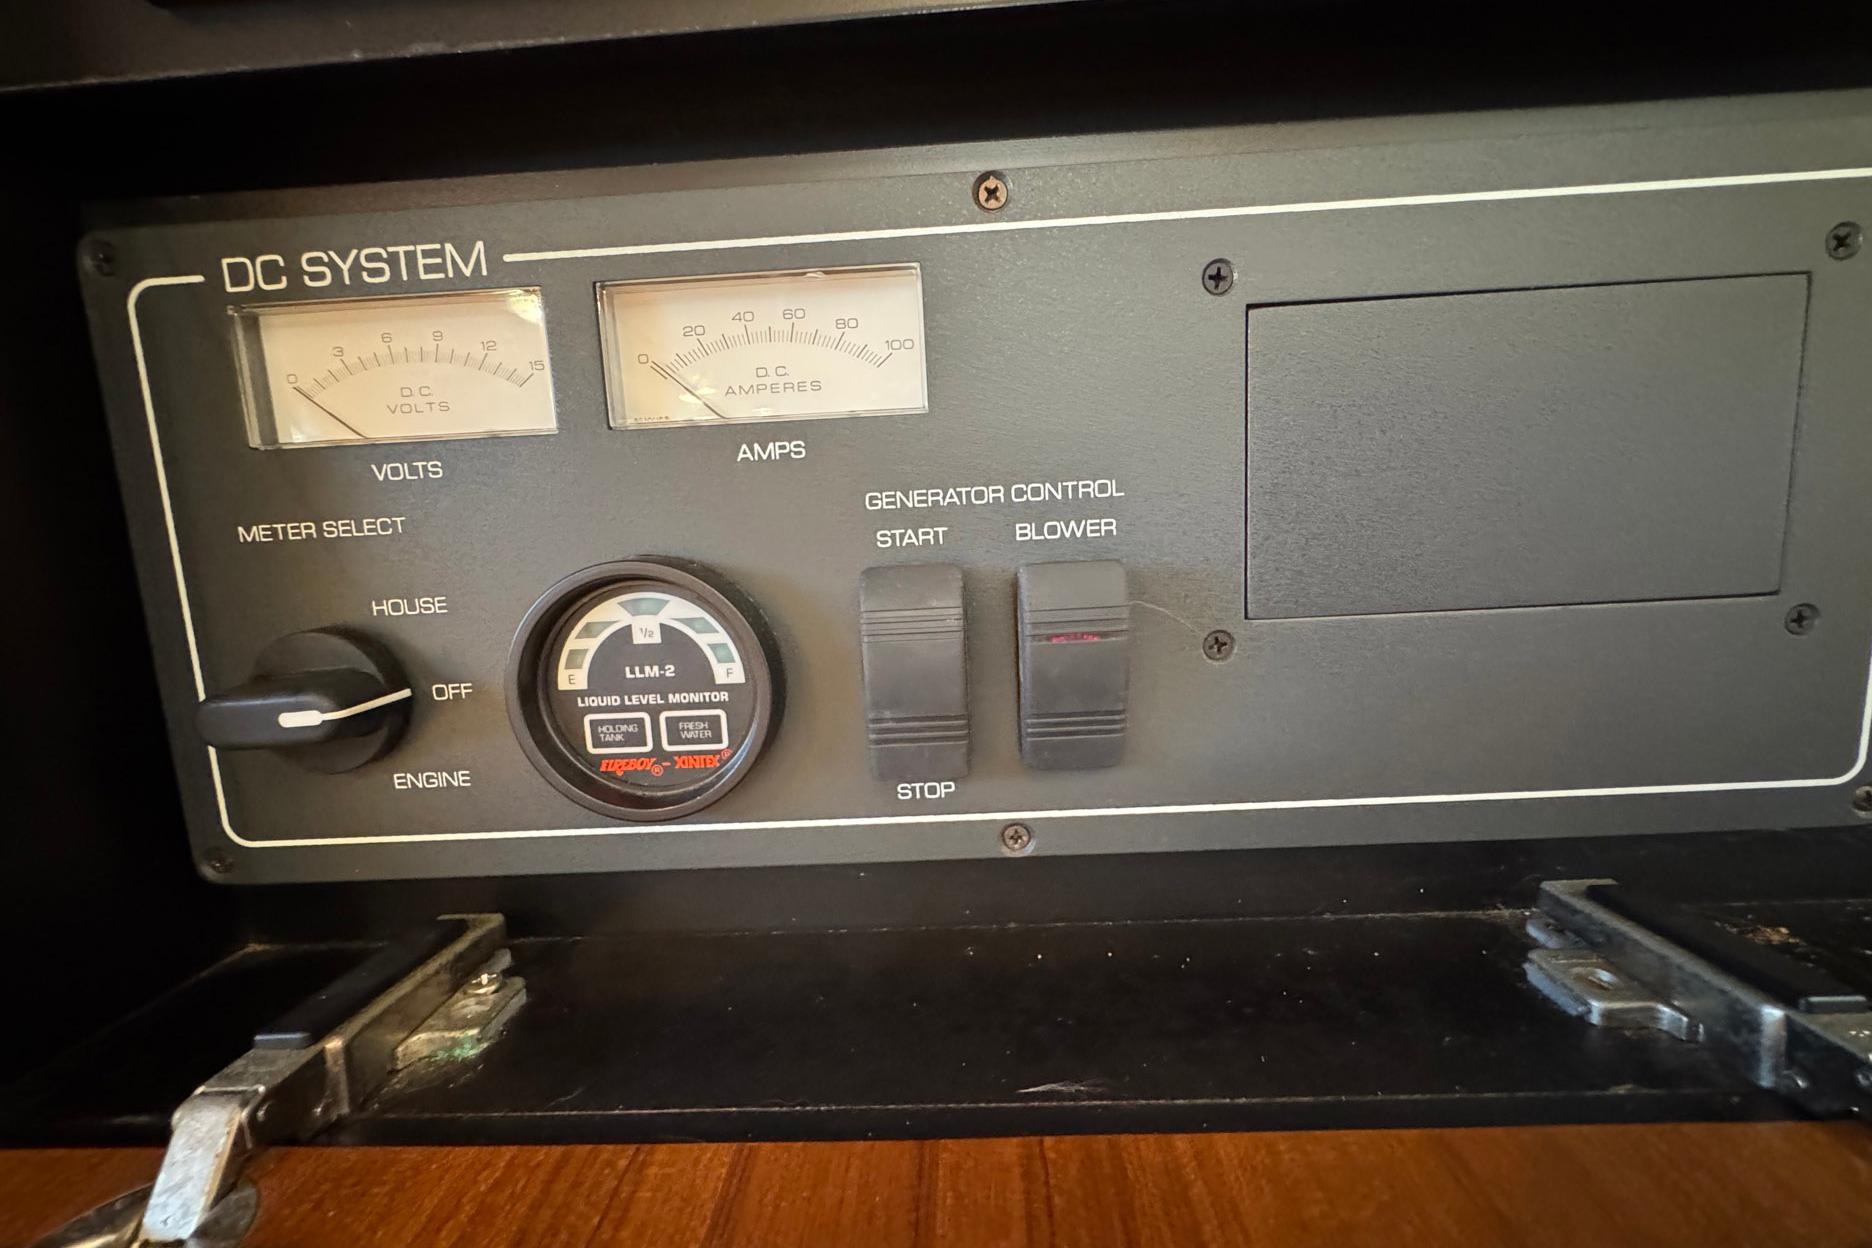 DC SYSTEM
0 3 6 9 12 15
D.C.
VOLTS
VOLTS
0 20 40 60 80 100
D.C.
AMPERES
AMPS
METER SELECT
HOUSE
OFF
ENGINE
E 1/2 F
LLM-2
LIQUID LEVEL MONITOR
HOLDING
TANK
FRESH
WATER
FIREBOY® - XINTEX®
GENERATOR CONTROL
START
BLOWER
STOP